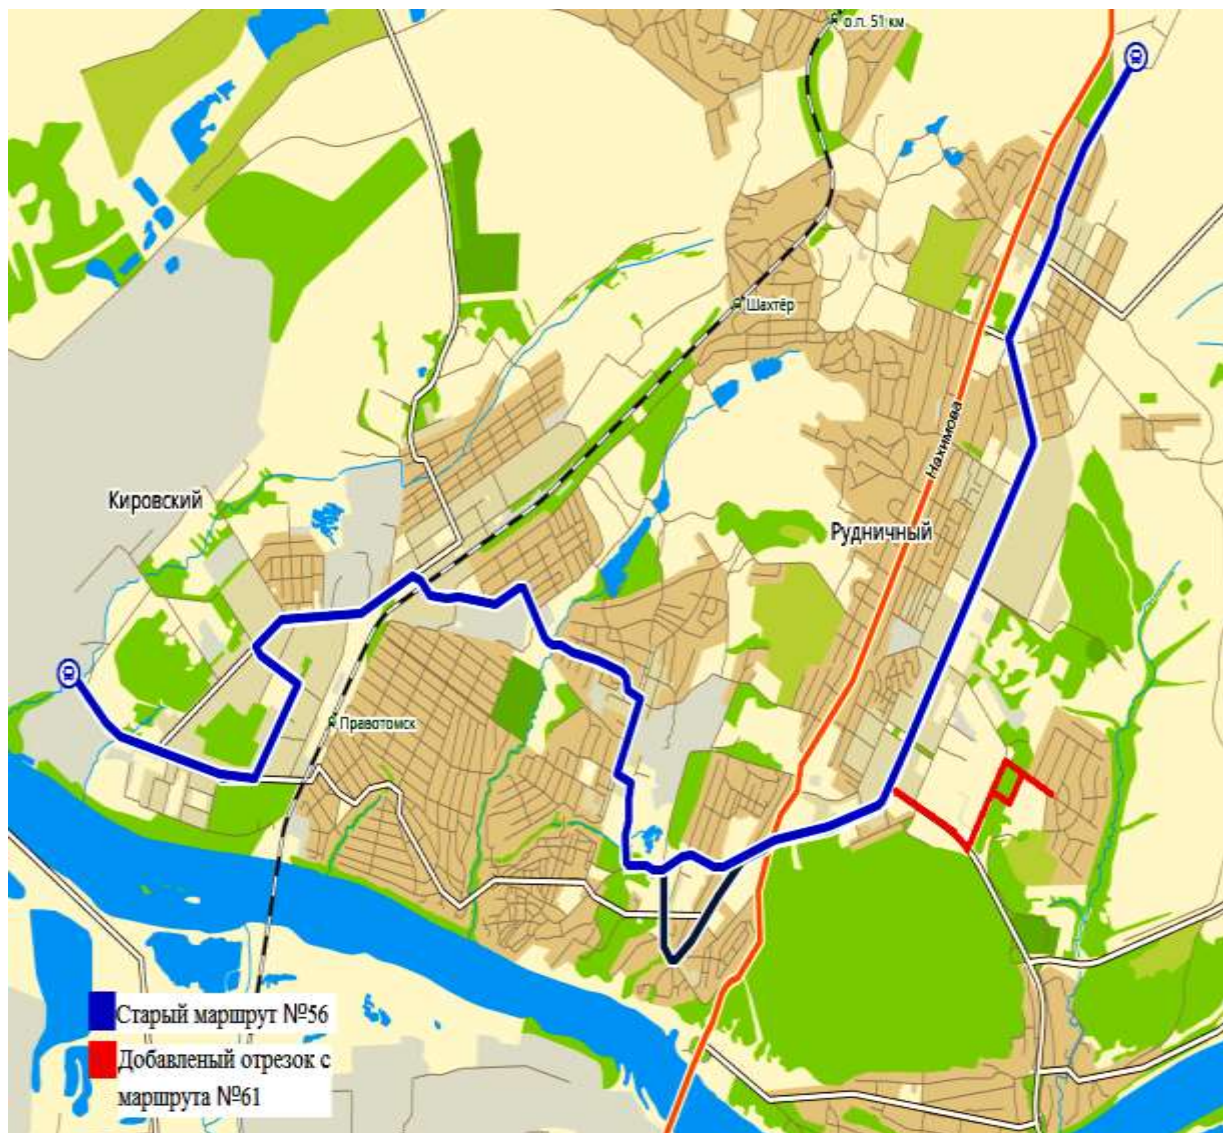 о.п. 51 км
Шахтёр
Нахимова
Кировский
Рудничный
Правотомск
Старый маршрут №56
Добавленый отрезок с
маршрута №61